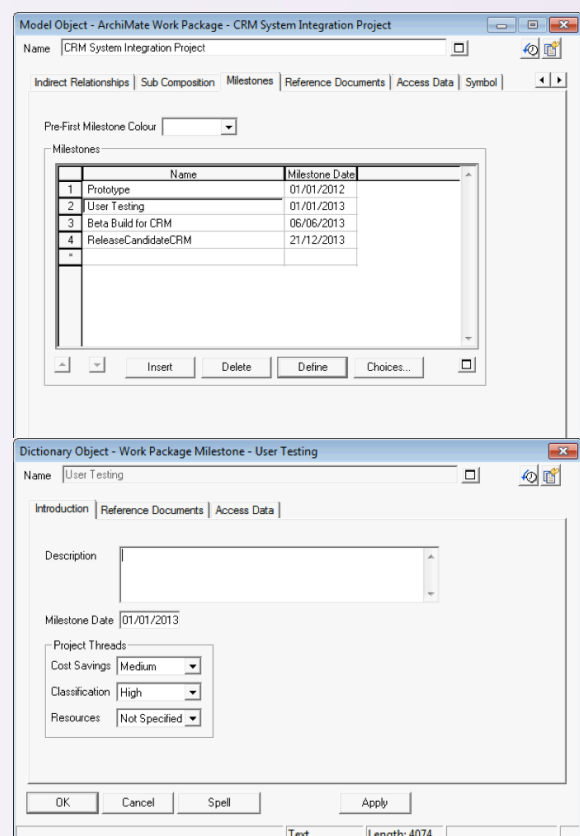 Model Object - ArchiMate Work Package - CRM System Integration Project
Name CRM System Integration Project
Indirect Relationships Sub Composition Milestones Reference Documents Access Data Symbol
Pre-First Milestone Colour
Milestones
Name Milestone Date
1 Prototype 01/01/2012
2 User Testing 01/01/2013
3 Beta Build for CRM 06/06/2013
4 ReleaseCandidateCRM 21/12/2013
*
Insert Delete Define Choices...
Dictionary Object - Work Package Milestone - User Testing
Name User Testing
Introduction Reference Documents Access Data
Description
Milestone Date 01/01/2013
Project Threads
Cost Savings Medium
Classification High
Resources Not Specified
OK Cancel Spell Apply
Text Length: 4074